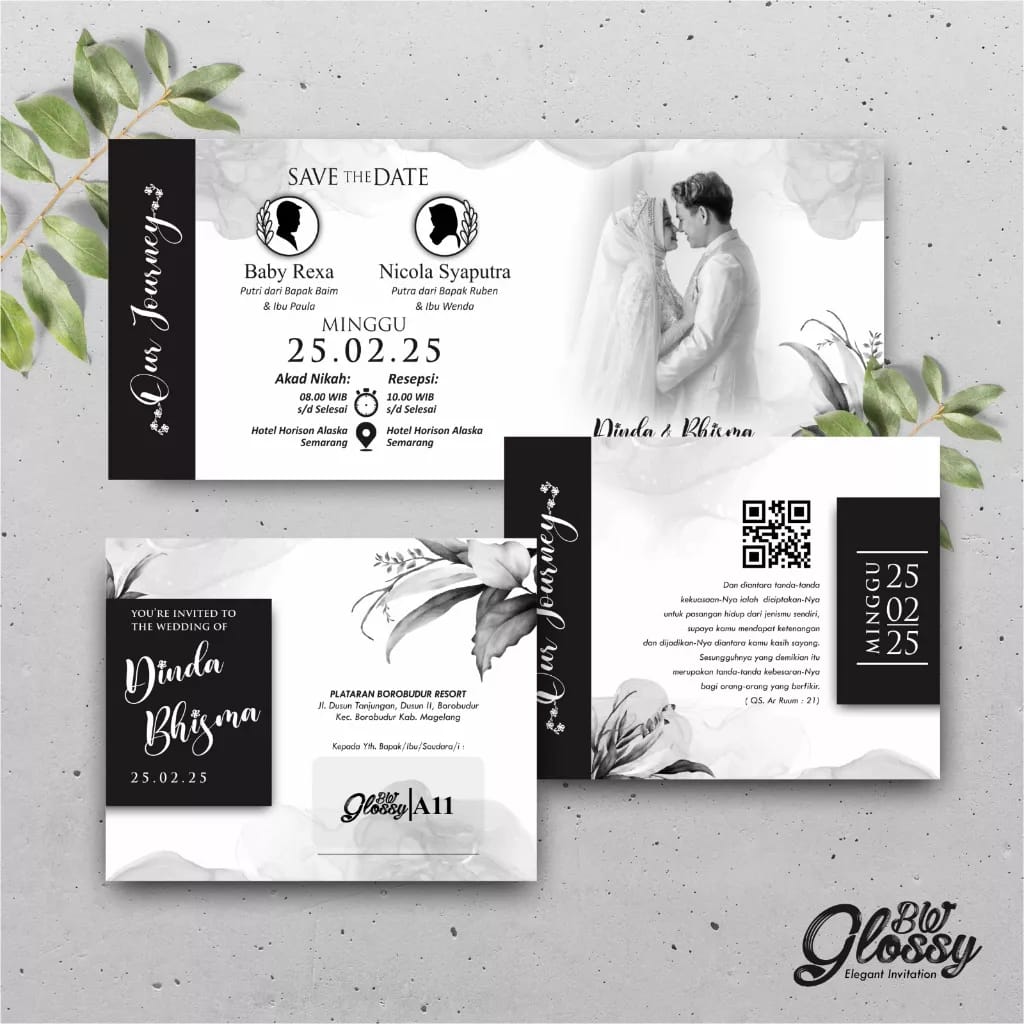 Our Journey
SAVE THE DATE
Baby Rexa
Putri dari Bapak Baim
& Ibu Paula
Nicola Syaputra
Putra dari Bapak Ruben
& Ibu Wenda
MINGGU
25.02.25
Akad Nikah:
08.00 WIB
s/d Selesai
Hotel Horison Alaska
Semarang
Resepsi:
10.00 WIB
s/d Selesai
Hotel Horison Alaska
Semarang
Dinda & Bhisma
Our Journey
Dan diantara tanda-tanda
kekuasaan-Nya ialah diciptakan-Nya
untuk pasangan hidup dari jenismu sendiri,
supaya kamu mendapat ketenangan
dan dijadikan-Nya diantara kamu kasih sayang.
Sesungguhnya yang demikian itu
merupakan tanda-tanda kebesaran-Nya
bagi orang-orang yang berfikir.
( QS. Ar Ruum : 21)
MINGGU
25
02
25
YOU'RE INVITED TO
THE WEDDING OF
Dinda
Bhisma
25.02.25
PLATARAN BOROBUDUR RESORT
Jl. Dusun Tanjungan, Dusun II, Borobudur
Kec. Borobudur Kab. Magelang
Kepada Yth. Bapak/Ibu/Saudara/i :
BW
Glossy|A11
BW
Glossy
Elegant Invitation